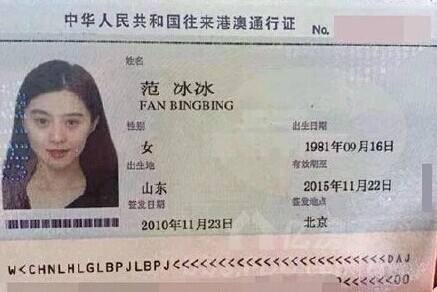 中华人民共和国往来港澳通行证 No.
姓名
范 冰冰
FAN BINGBING
性别 出生日期
女 1981年09月16日
出生地 有效期至
山东 2015年11月22日
签发日期 签发地点
2010年11月23日 北京
W<CHNLHLGLBPJLBPJ<<<<<<<<<<<<<<<<<<<DAJ